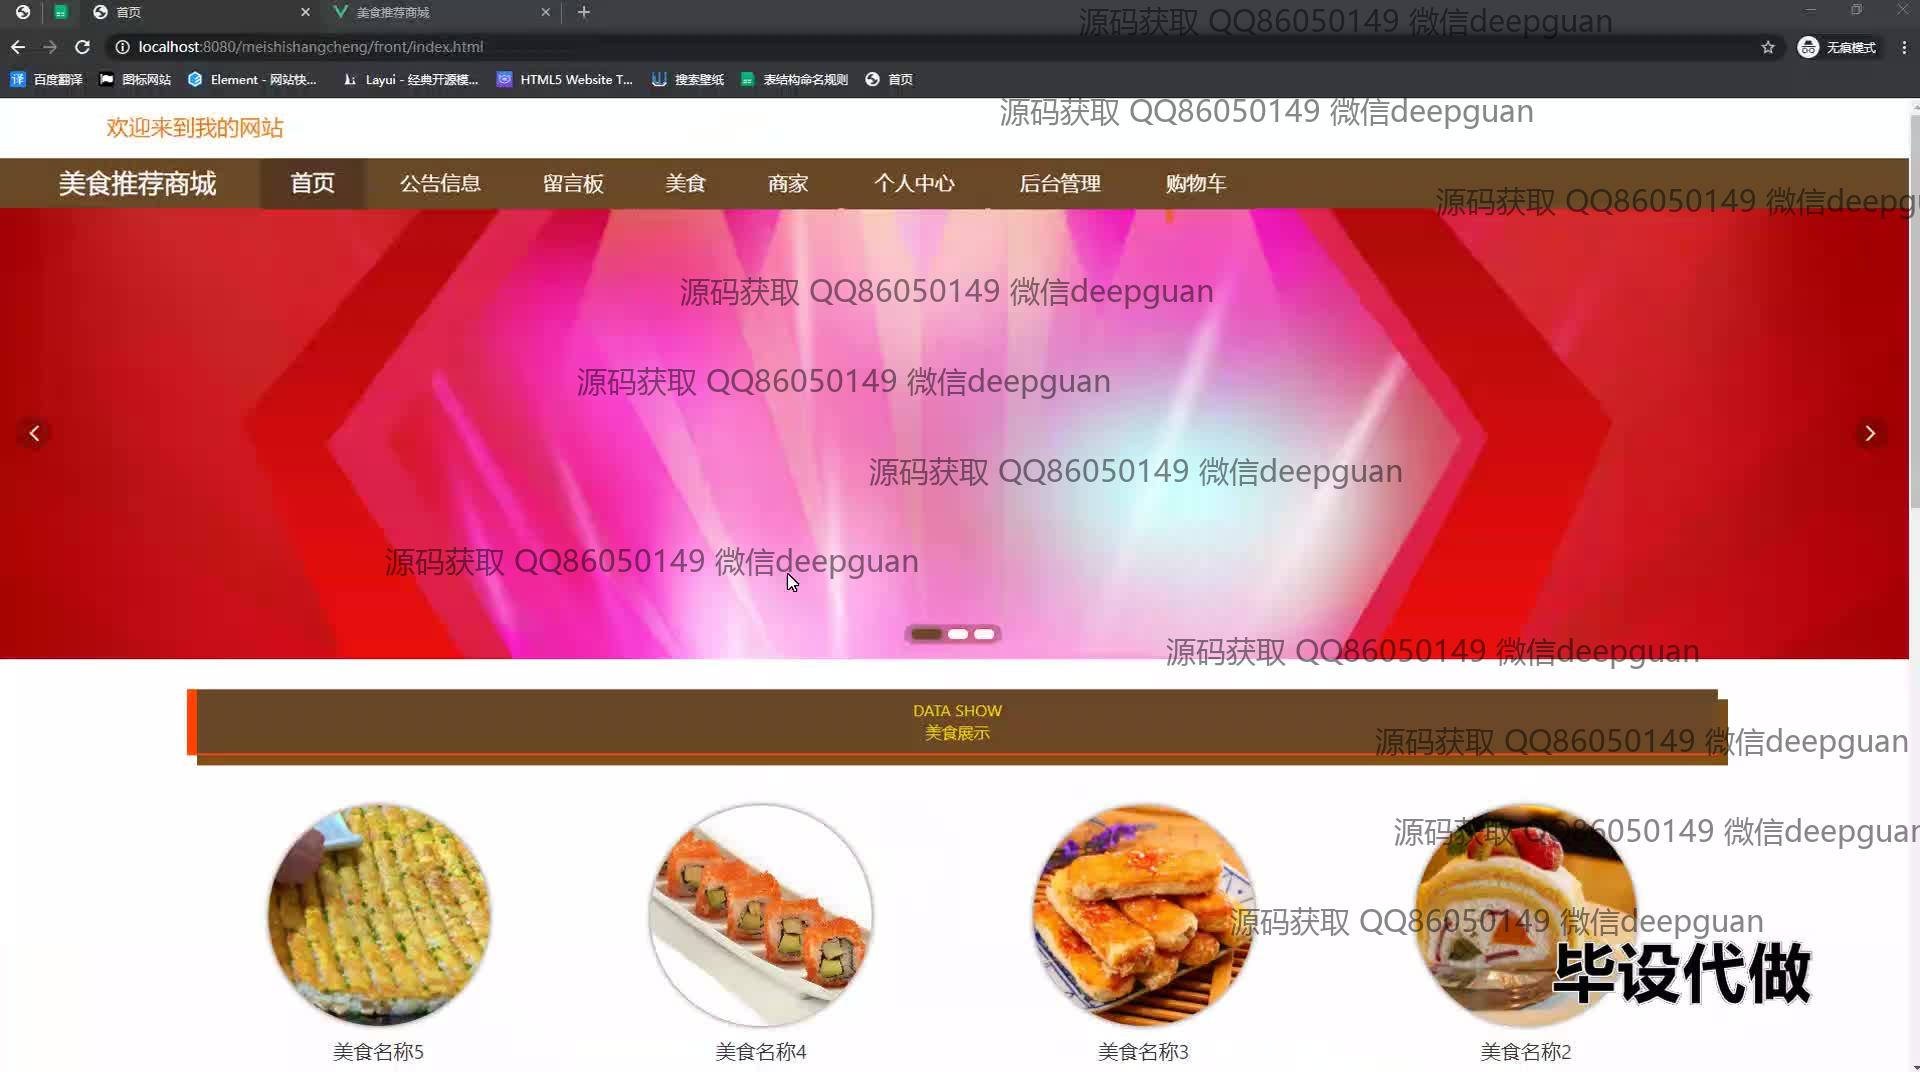 首页
美食推荐商城
源码获取 QQ86050149 微信deepguan
localhost:8080/meishishangcheng/front/index.html
无痕模式
百度翻译
图标网站
Element - 网站快...
Layui - 经典开源模...
HTML5 Website T...
搜索壁纸
表结构命名规则
首页
源码获取 QQ86050149 微信deepguan
欢迎来到我的网站
美食推荐商城
首页
公告信息
留言板
美食
商家
个人中心
后台管理
购物车
源码获取 QQ86050149 微信deepgu
源码获取 QQ86050149 微信deepguan
源码获取 QQ86050149 微信deepguan
源码获取 QQ86050149 微信deepguan
源码获取 QQ86050149 微信deepguan
源码获取 QQ86050149 微信deepguan
DATA SHOW
美食展示
源码获取 QQ86050149 微信deepguan
源码获取 QQ86050149 微信deepguan
源码获取 QQ86050149 微信deepguan
毕设代做
美食名称5
美食名称4
美食名称3
美食名称2